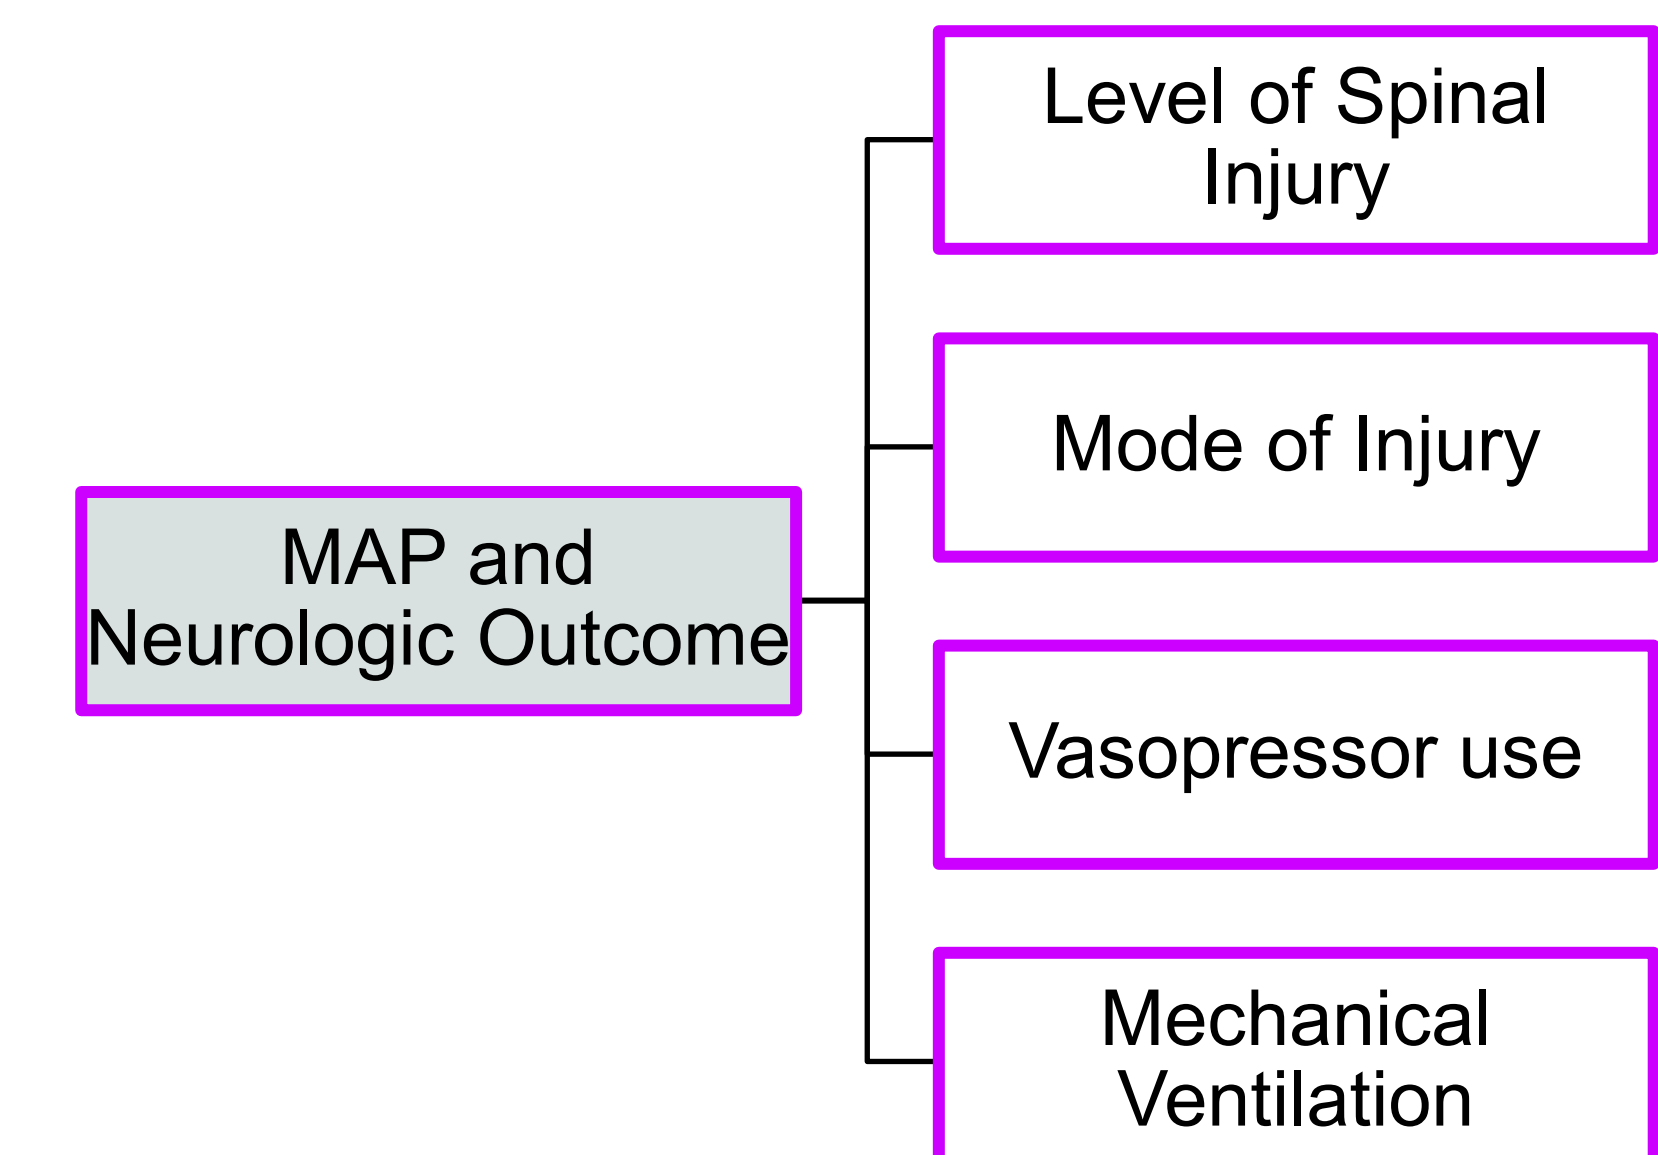 Level of Spinal
Injury
Mode of Injury
MAP and
Neurologic Outcome
Vasopressor use
Mechanical
Ventilation